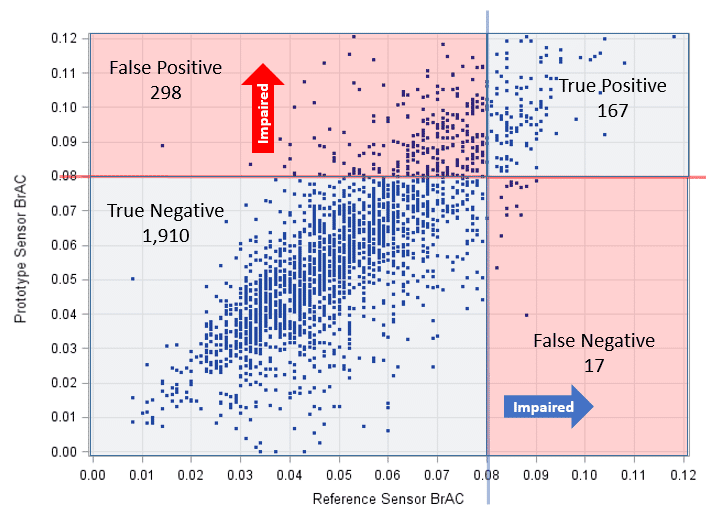 0.12
0.11
0.10
0.09
0.08
0.07
0.06
0.05
0.04
0.03
0.02
0.01
0.00
Prototype Sensor BrAC
False Positive
298
Impaired
True Positive
167
True Negative
1,910
False Negative
17
Impaired
0.00 0.01 0.02 0.03 0.04 0.05 0.06 0.07 0.08 0.09 0.10 0.11 0.12
Reference Sensor BrAC